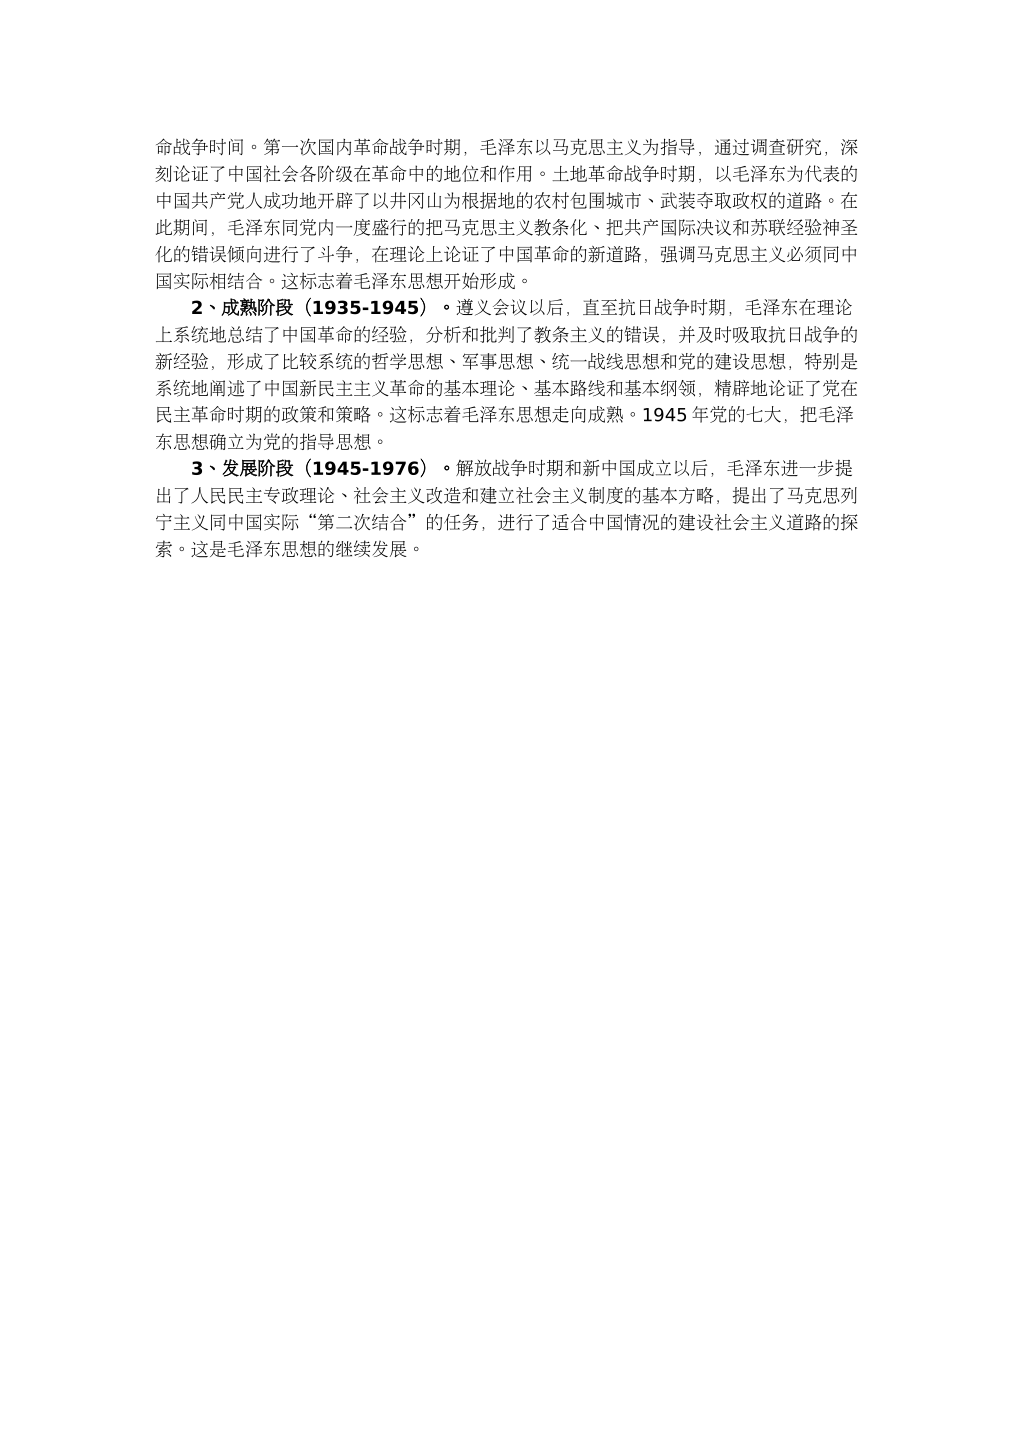 命战争时间。第一次国内革命战争时期，毛泽东以马克思主义为指导，通过调查研究，深
刻论证了中国社会各阶级在革命中的地位和作用。土地革命战争时期，以毛泽东为代表的
中国共产党人成功地开辟了以井冈山为根据地的农村包围城市、武装夺取政权的道路。在
此期间，毛泽东同党内一度盛行的把马克思主义教条化、把共产国际决议和苏联经验神圣
化的错误倾向进行了斗争，在理论上论证了中国革命的新道路，强调马克思主义必须同中
国实际相结合。这标志着毛泽东思想开始形成。
2、成熟阶段（1935-1945）。遵义会议以后，直至抗日战争时期，毛泽东在理论
上系统地总结了中国革命的经验，分析和批判了教条主义的错误，并及时吸取抗日战争的
新经验，形成了比较系统的哲学思想、军事思想、统一战线思想和党的建设思想，特别是
系统地阐述了中国新民主主义革命的基本理论、基本路线和基本纲领，精辟地论证了党在
民主革命时期的政策和策略。这标志着毛泽东思想走向成熟。1945 年党的七大，把毛泽
东思想确立为党的指导思想。
3、发展阶段（1945-1976）。解放战争时期和新中国成立以后，毛泽东进一步提
出了人民民主专政理论、社会主义改造和建立社会主义制度的基本方略，提出了马克思列
宁主义同中国实际“第二次结合”的任务，进行了适合中国情况的建设社会主义道路的探
索。这是毛泽东思想的继续发展。